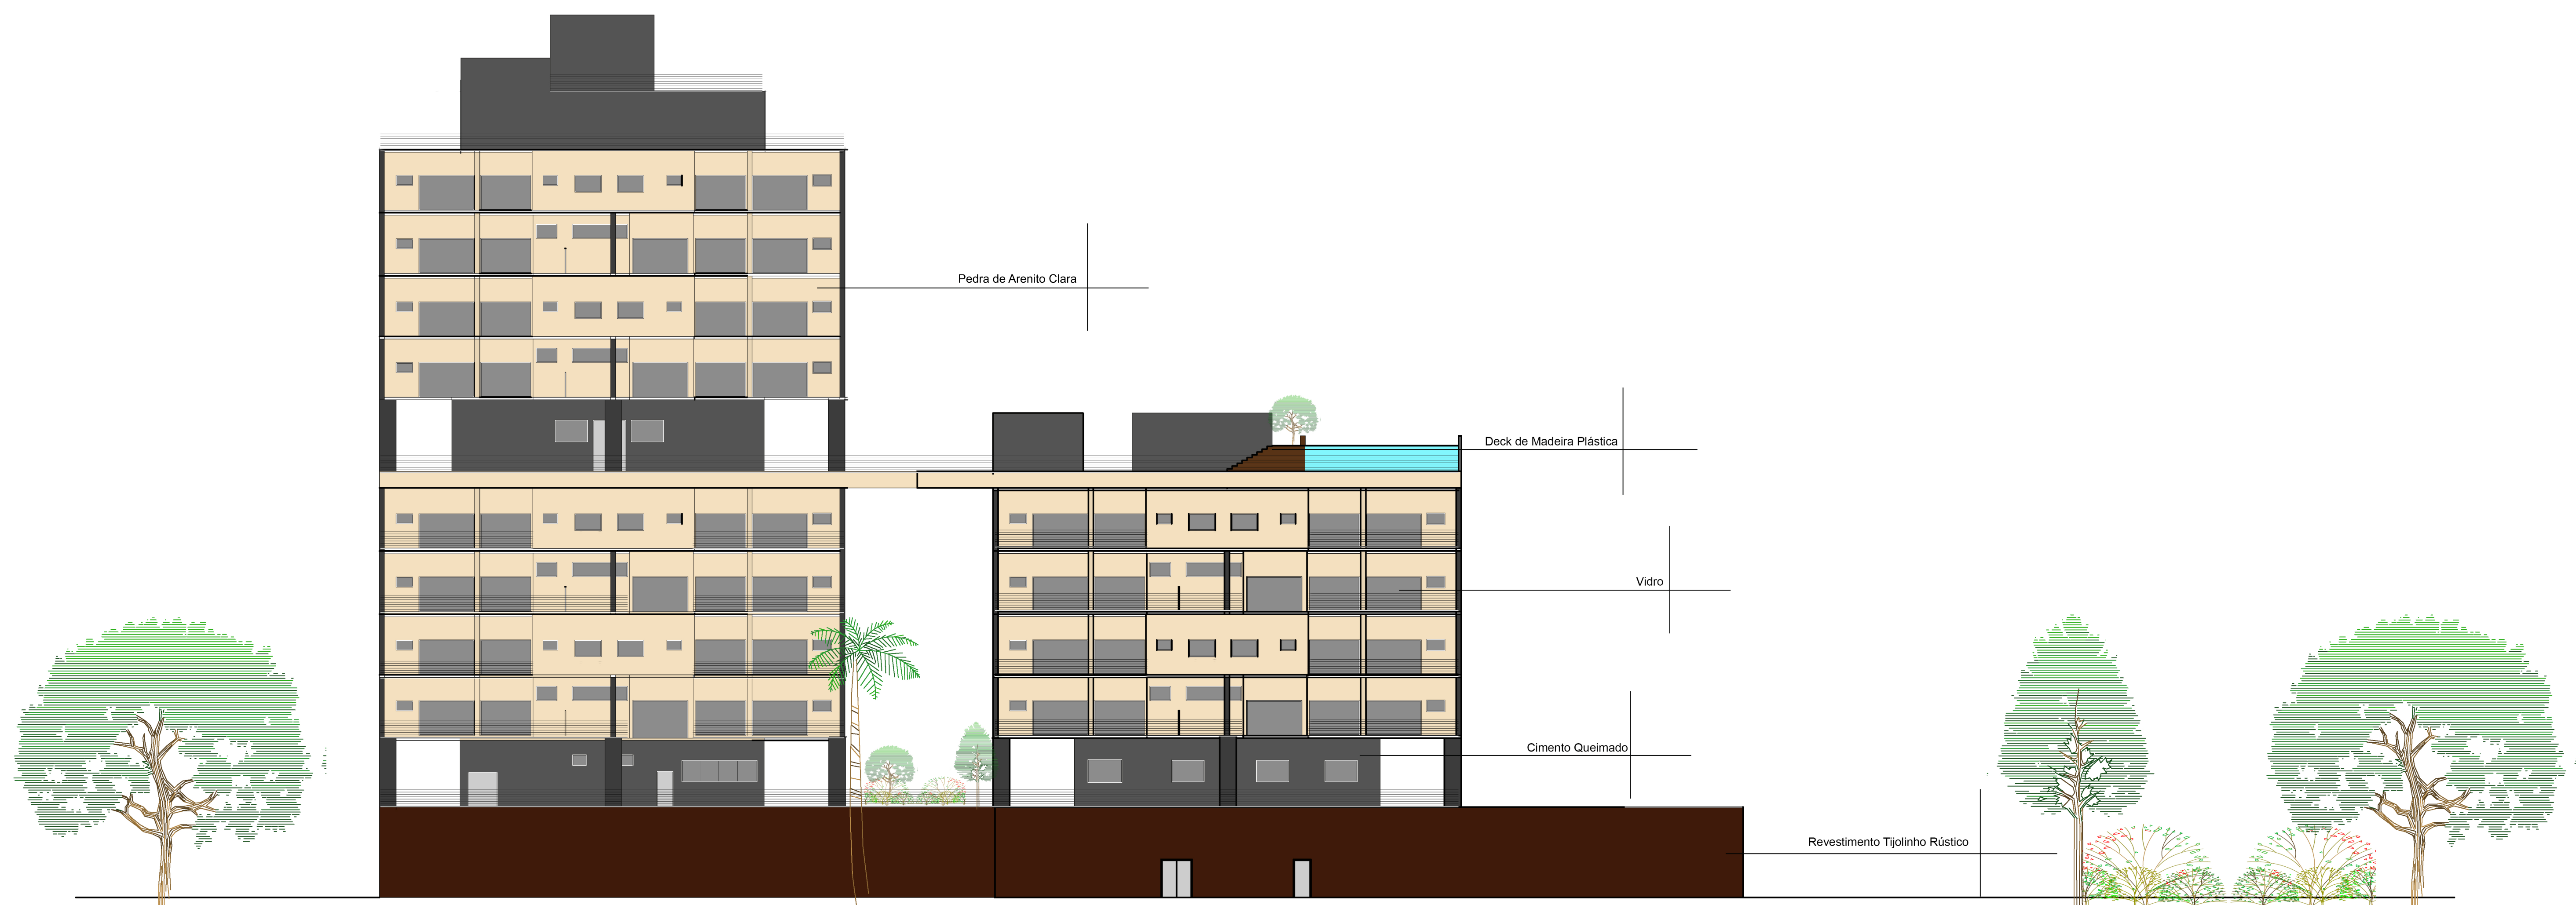 Pedra de Arenito Clara
Deck de Madeira Plástica
Vidro
Cimento Queimado
Revestimento Tijolinho Rústico